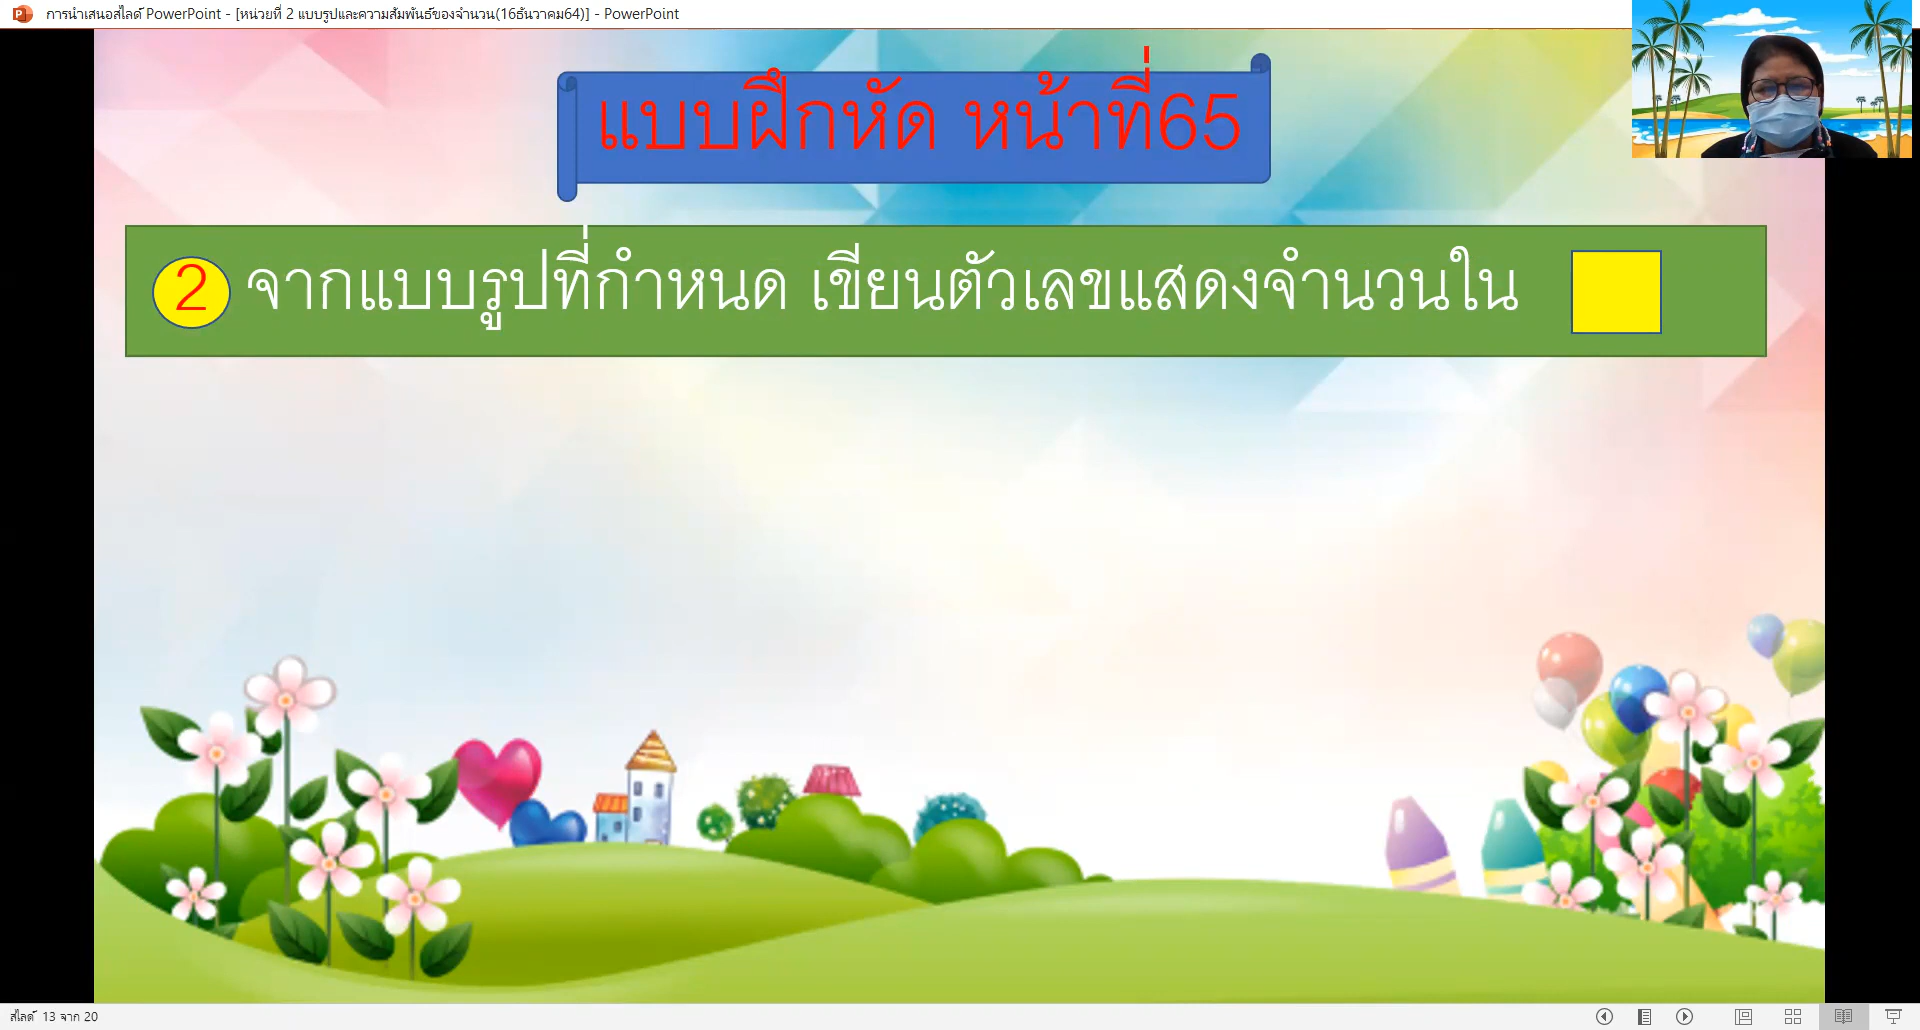 การนำเสนอสไลด์ PowerPoint - [หน่วยที่ 2 แบบรูปและความสัมพันธ์ของจำนวน(16ธันวาคม64)] - PowerPoint
แบบฝึกหัด หน้าที่65
2 จากแบบรูปที่กำหนด เขียนตัวเลขแสดงจำนวนใน
สไลด์ 13 จาก 20